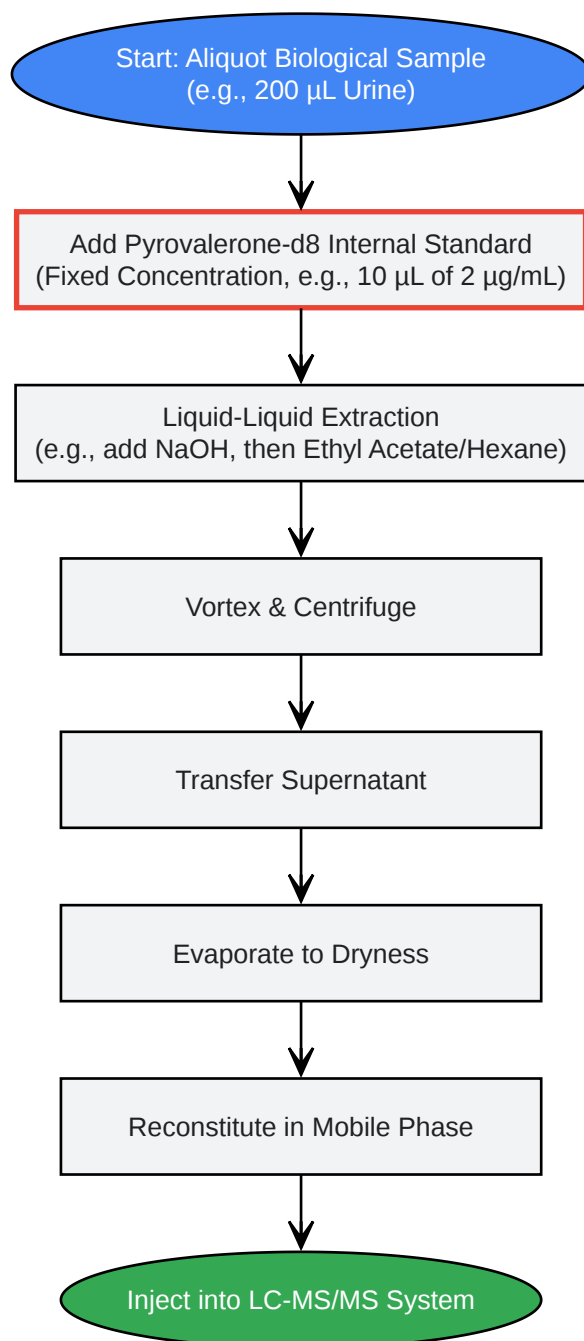 Start: Aliquot Biological Sample
(e.g., 200 µL Urine)
Add Pyrovalerone-d8 Internal Standard
(Fixed Concentration, e.g., 10 µL of 2 µg/mL)
Liquid-Liquid Extraction
(e.g., add NaOH, then Ethyl Acetate/Hexane)
Vortex & Centrifuge
Transfer Supernatant
Evaporate to Dryness
Reconstitute in Mobile Phase
Inject into LC-MS/MS System